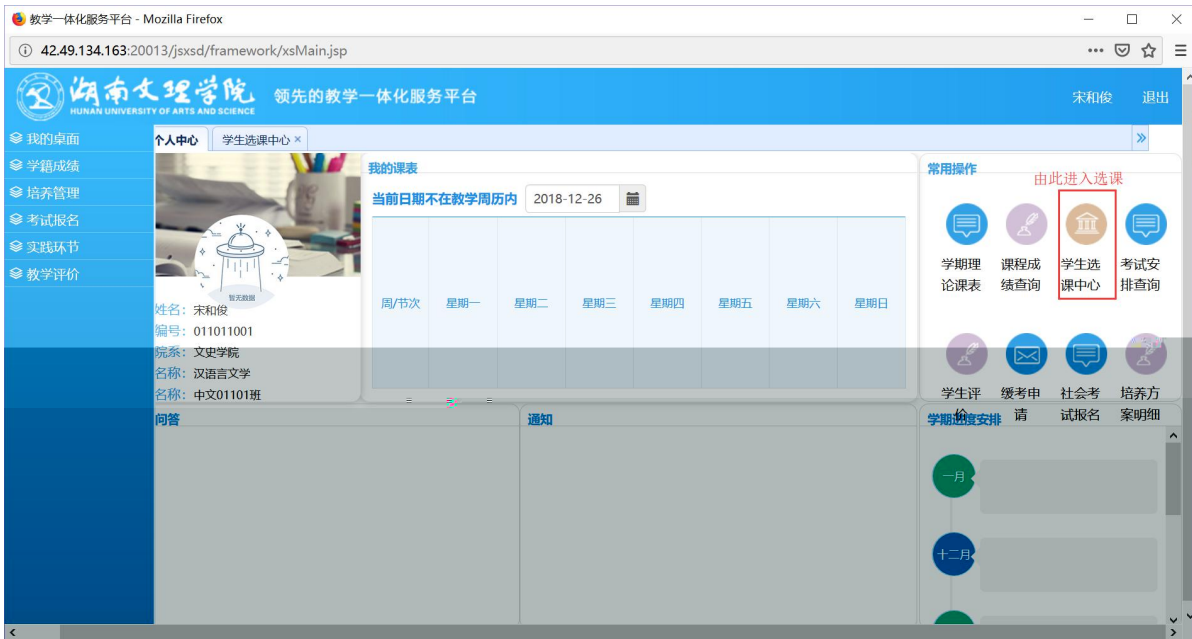 教学一体化服务平台 - Mozilla Firefox
42.49.134.163:20013/jsxsd/framework/xsMain.jsp
湖南文理学院
HUNAN UNIVERSITY OF ARTS AND SCIENCE
领先的教学一体化服务平台
宋和俊 退出
我的桌面
学籍成绩
培养管理
考试报名
实践环节
教学评价
个人中心 学生选课中心 ×
暂无数据
姓名：宋和俊
编号：011011001
院系：文史学院
名称：汉语言文学
名称：中文01101班
我的课表
当前日期不在教学周历内 2018-12-26
周/节次 星期一 星期二 星期三 星期四 星期五 星期六 星期日
常用操作
由此进入选课
学期理论课表
课程成绩查询
学生选课中心
考试安排查询
学生评价
缓考申请
社会考试报名
培养方案明细
问答
通知
学期进度安排
一月
十二月